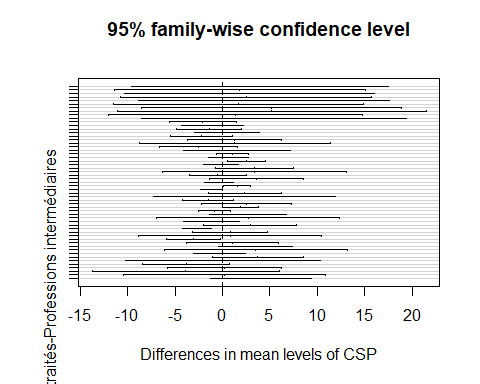 95% family-wise confidence level
traités-Professions intermédiaires
-15 -10 -5 0 5 10 15 20
Differences in mean levels of CSP